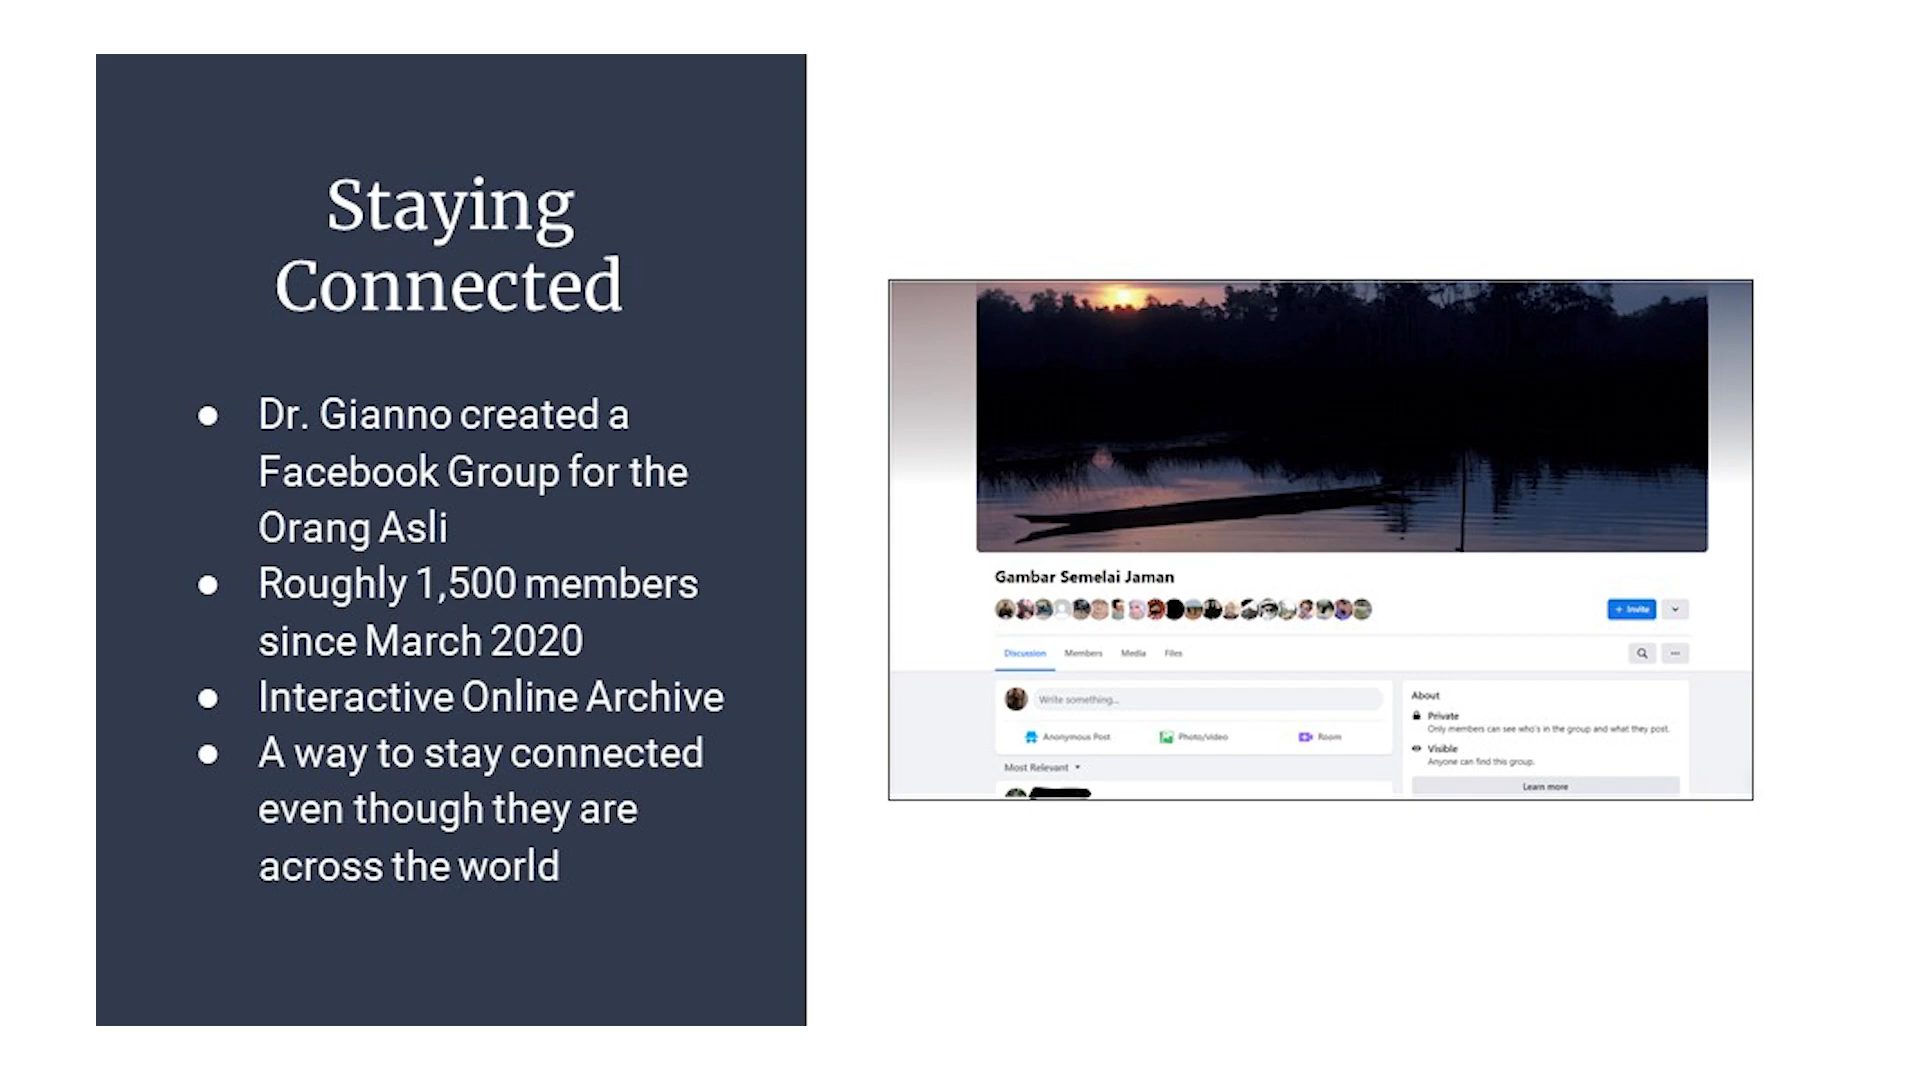 Staying
Connected
● Dr. Gianno created a
Facebook Group for the
Orang Asli
● Roughly 1,500 members
since March 2020
● Interactive Online Archive
● A way to stay connected
even though they are
across the world
Gambar Semelai Jaman
+ Invite
Discussion Members Media Files
Write something...
Anonymous Post Photo/video Room
Most Relevant
About
Private
Only members can see who's in the group and what they post.
Visible
Anyone can find this group.
Learn more